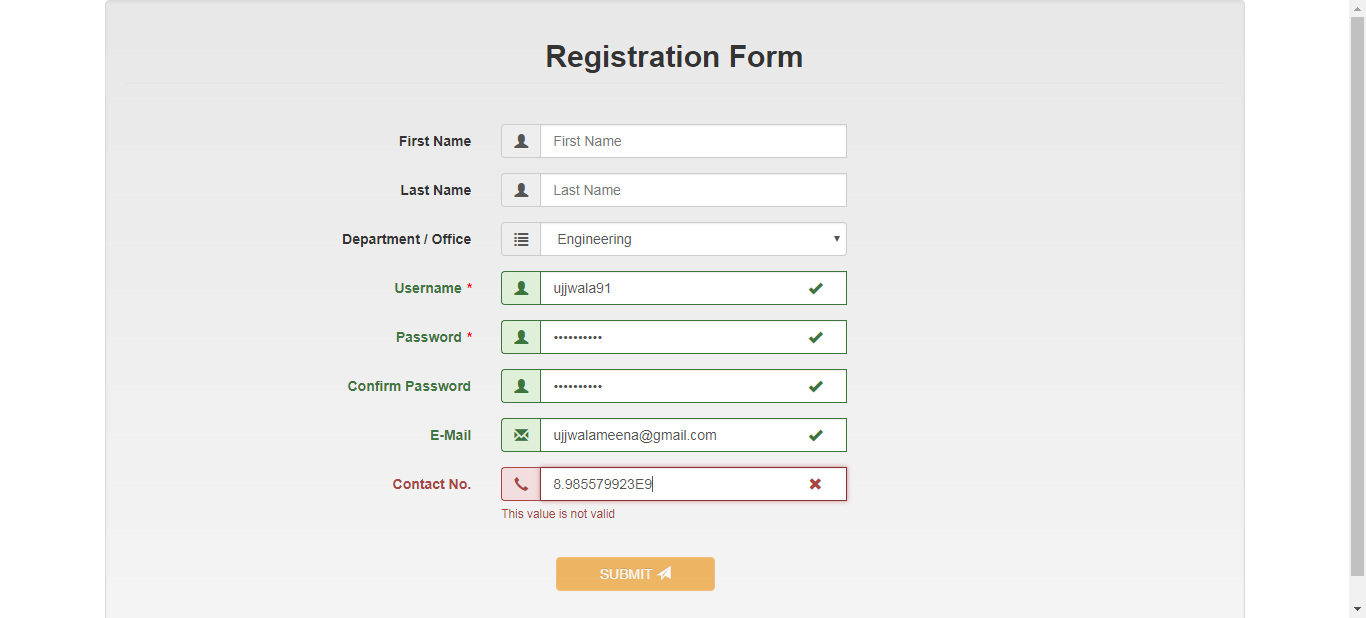 Registration Form
First Name First Name
Last Name Last Name
Department / Office Engineering
Username * ujjwala91
Password * ••••••••••
Confirm Password ••••••••••
E-Mail ujjwalameena@gmail.com
Contact No. 8.985579923E9
This value is not valid
SUBMIT